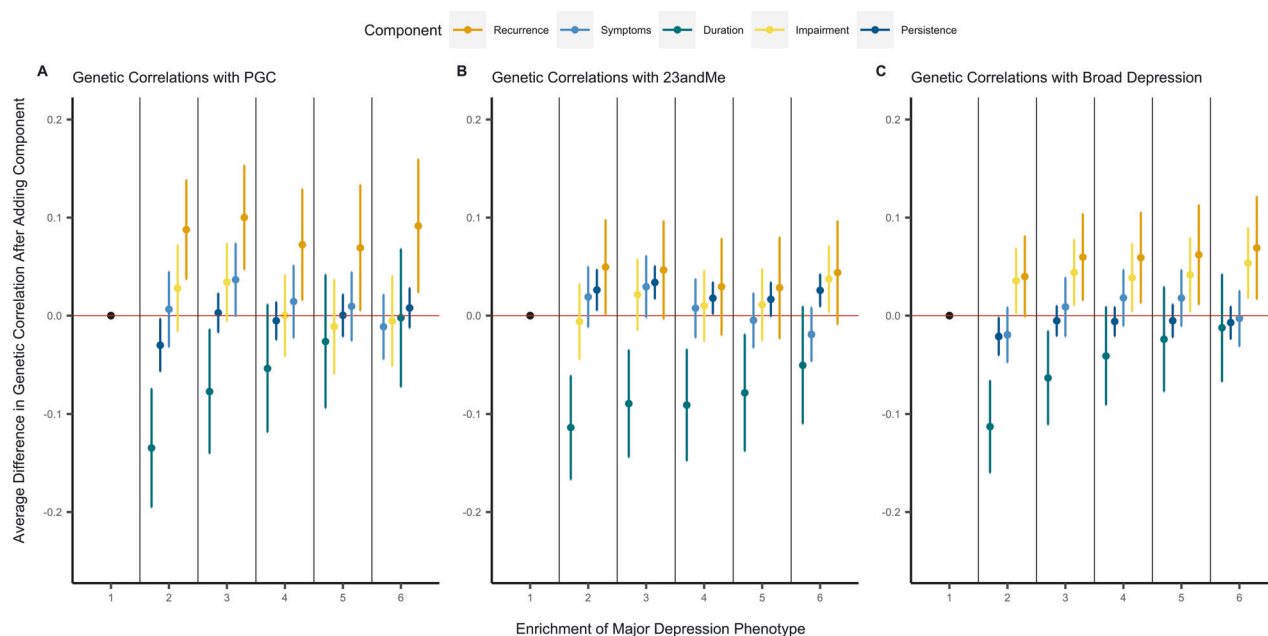 Component Recurrence Symptoms Duration Impairment Persistence
A B C
Genetic Correlations with PGC Genetic Correlations with 23andMe Genetic Correlations with Broad Depression
Average Difference in Genetic Correlation After Adding Component
0.2 0.2 0.2
0.1 0.1 0.1
0.0 0.0 0.0
-0.1 -0.1 -0.1
-0.2 -0.2 -0.2
1 2 3 4 5 6 1 2 3 4 5 6 1 2 3 4 5 6
Enrichment of Major Depression Phenotype